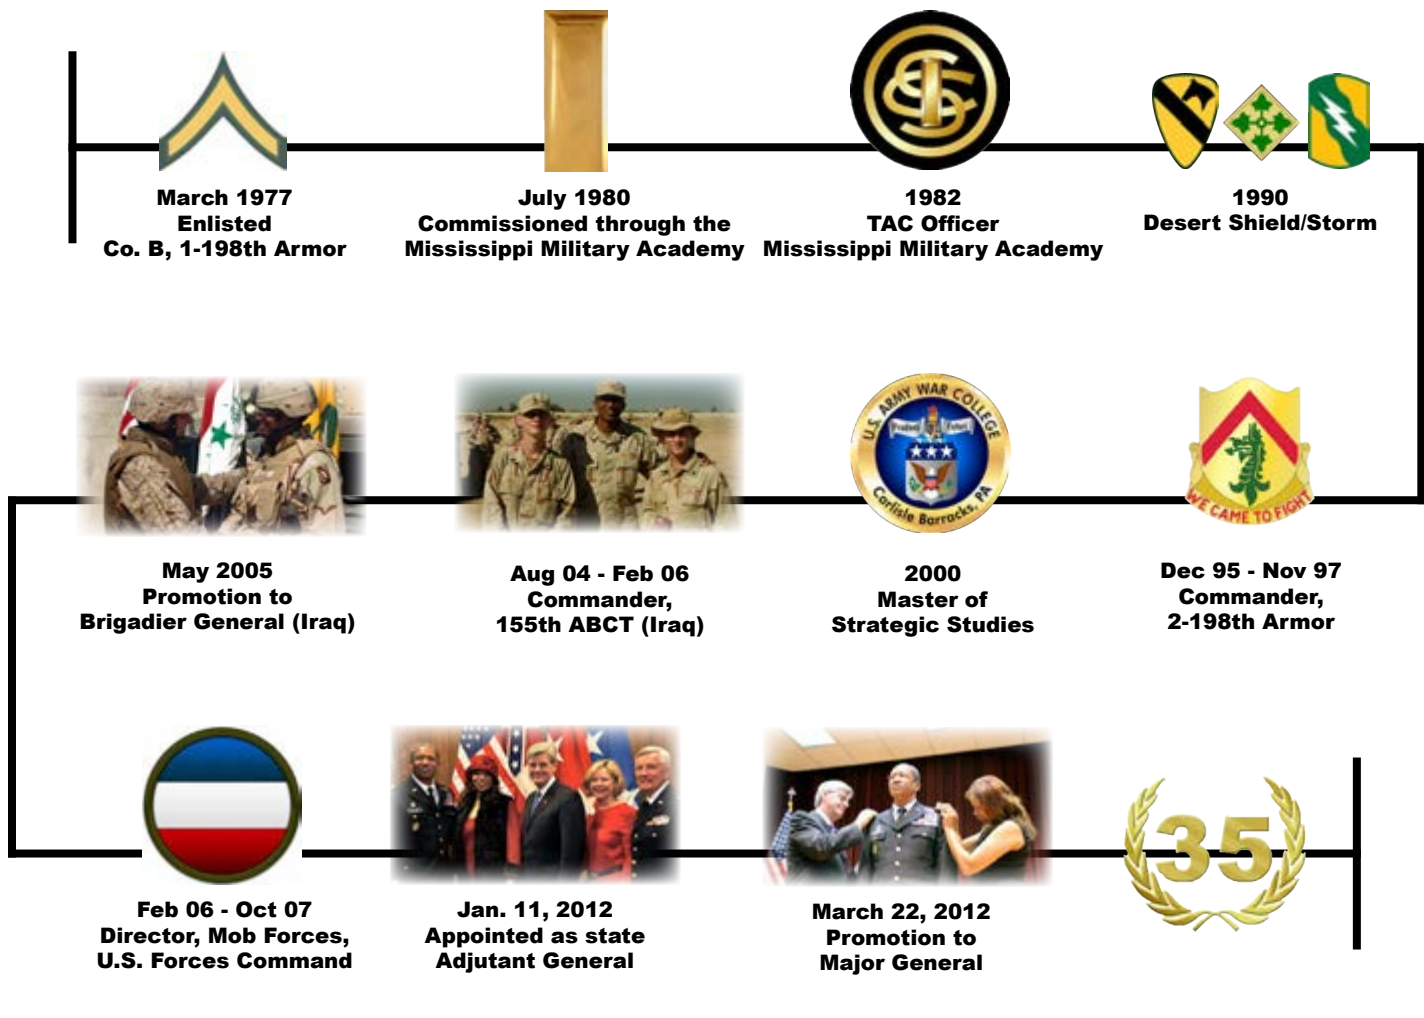 March 1977
Enlisted
Co. B, 1-198th Armor
July 1980
Commissioned through the
Mississippi Military Academy
1982
TAC Officer
Mississippi Military Academy
1990
Desert Shield/Storm
WE CAME TO FIGHT
Dec 95 - Nov 97
Commander,
2-198th Armor
U.S. ARMY WAR COLLEGE
Carlisle Barracks, PA
2000
Master of
Strategic Studies
Aug 04 - Feb 06
Commander,
155th ABCT (Iraq)
May 2005
Promotion to
Brigadier General (Iraq)
Feb 06 - Oct 07
Director, Mob Forces,
U.S. Forces Command
Jan. 11, 2012
Appointed as state
Adjutant General
March 22, 2012
Promotion to
Major General
35